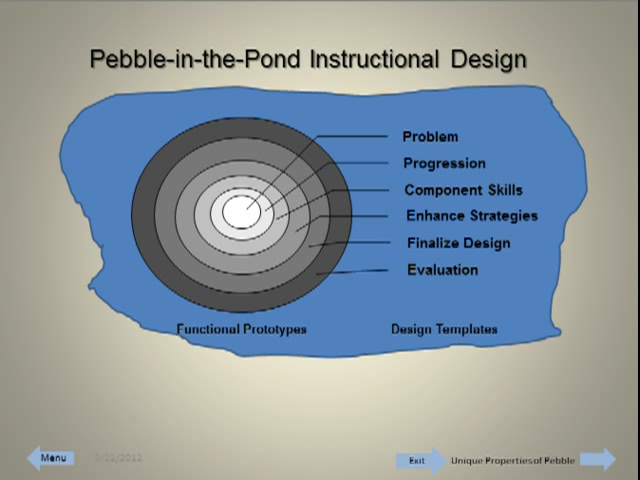 Pebble-in-the-Pond Instructional Design
Problem
Progression
Component Skills
Enhance Strategies
Finalize Design
Evaluation
Functional Prototypes
Design Templates
Menu
Exit
Unique Properties of Pebble